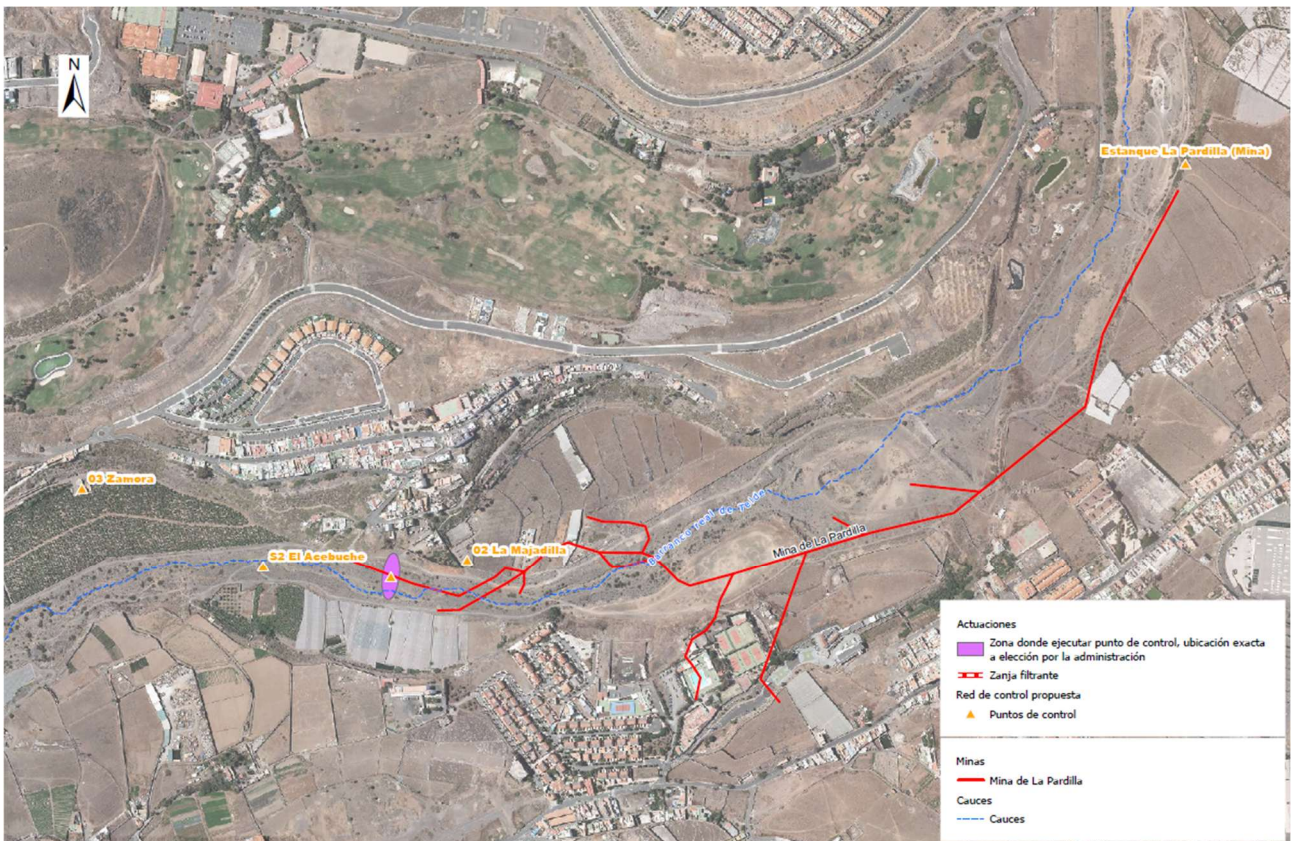 N
Estanque La Pardilla (Mina)
03 Zamora
S2 El Acebuche
02 La Majadilla
Barranco real de Telde
Mina de La Pardilla
Actuaciones
Zona donde ejecutar punto de control, ubicación exacta
a elección por la administración
Zanja filtrante
Red de control propuesta
Puntos de control
Minas
Mina de La Pardilla
Cauces
Cauces